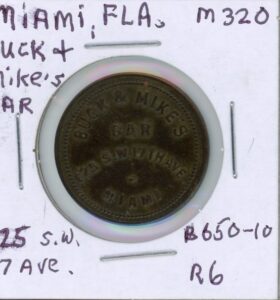 MIAMI, FLA. M320
UCK &
IKE'S
AR
BUCK & MIKE'S
BAR
MIAMI
25 S.W. B650-10
7 AVE. R6